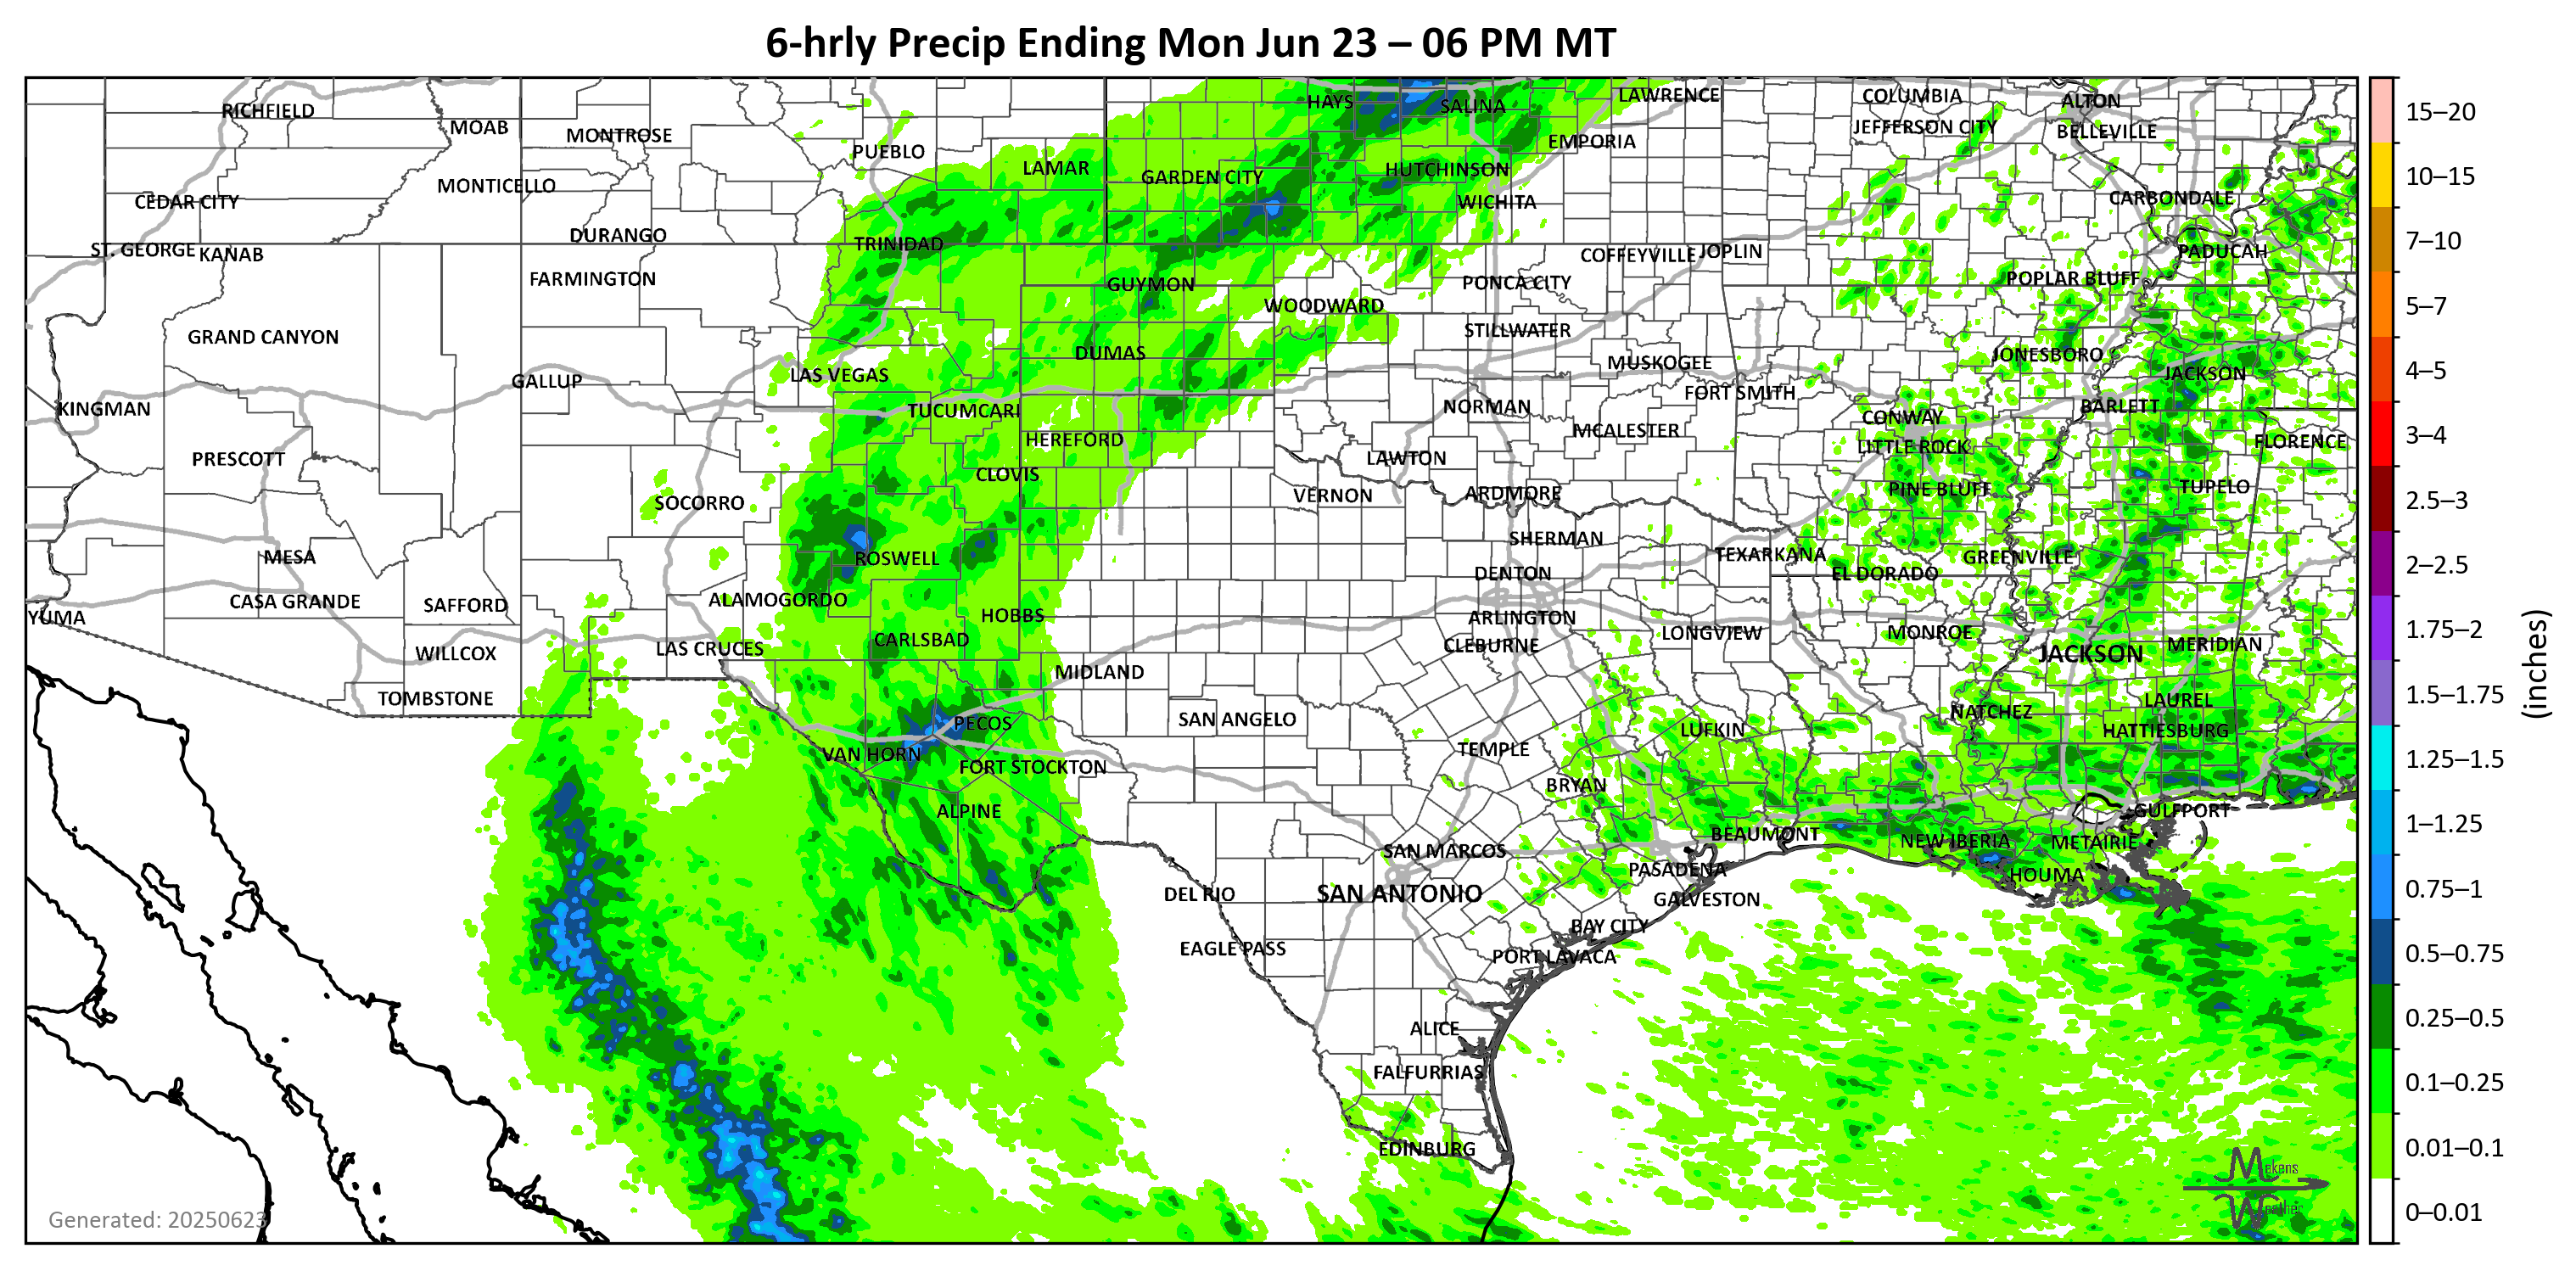 6-hrly Precip Ending Mon Jun 23 – 06 PM MT
RICHFIELD
MOAB
MONTROSE
PUEBLO
LAMAR
HAYS
SALINA
LAWRENCE
COLUMBIA
ALTON
JEFFERSON CITY
BELLEVILLE
EMPORIA
MONTICELLO
GARDEN CITY
HUTCHINSON
CEDAR CITY
WICHITA
CARBONDALE
DURANGO
TRINIDAD
ST. GEORGE
KANAB
COFFEYVILLE
JOPLIN
PADUCAH
FARMINGTON
GUYMON
PONCA CITY
POPLAR BLUFF
WOODWARD
GRAND CANYON
STILLWATER
DUMAS
JONESBORO
GALLUP
LAS VEGAS
MUSKOGEE
JACKSON
FORT SMITH
KINGMAN
TUCUMCARI
NORMAN
BARLETT
CONWAY
HEREFORD
MCALESTER
LITTLE ROCK
FLORENCE
PRESCOTT
CLOVIS
LAWTON
SOCORRO
VERNON
ARDMORE
PINE BLUFF
TUPELO
MESA
ROSWELL
SHERMAN
TEXARKANA
GREENVILLE
DENTON
EL DORADO
CASA GRANDE
SAFFORD
ALAMOGORDO
YUMA
HOBBS
ARLINGTON
CARLSBAD
LONGVIEW
MONROE
WILLCOX
LAS CRUCES
CLEBURNE
JACKSON
MERIDIAN
TOMBSTONE
MIDLAND
LAUREL
PECOS
SAN ANGELO
LUFKIN
NATCHEZ
HATTIESBURG
VAN HORN
FORT STOCKTON
TEMPLE
BRYAN
ALPINE
GULFPORT
BEAUMONT
NEW IBERIA
METAIRIE
SAN MARCOS
PASADENA
HOUMA
DEL RIO
SAN ANTONIO
GALVESTON
BAY CITY
EAGLE PASS
PORT LAVACA
ALICE
FALFURRIAS
EDINBURG
Generated: 20250623
Mekens
Weather
15–20
10–15
7–10
5–7
4–5
3–4
2.5–3
2–2.5
1.75–2
1.5–1.75
1.25–1.5
1–1.25
0.75–1
0.5–0.75
0.25–0.5
0.1–0.25
0.01–0.1
0–0.01
(inches)